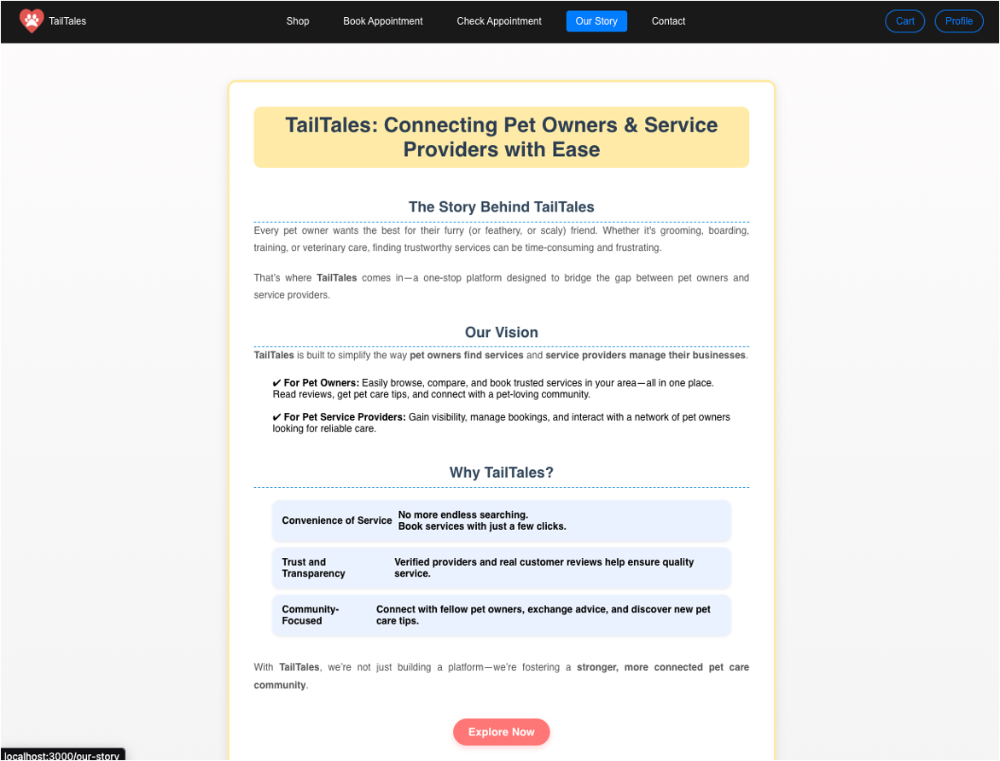 TailTales
Shop
Book Appointment
Check Appointment
Our Story
Contact
Cart
Profile
TailTales: Connecting Pet Owners & Service
Providers with Ease
The Story Behind TailTales
Every pet owner wants the best for their furry (or feathery, or scaly) friend. Whether it's grooming, boarding,
training, or veterinary care, finding trustworthy services can be time-consuming and frustrating.
That's where TailTales comes in—a one-stop platform designed to bridge the gap between pet owners and
service providers.
Our Vision
TailTales is built to simplify the way pet owners find services and service providers manage their businesses.
✔ For Pet Owners: Easily browse, compare, and book trusted services in your area—all in one place.
Read reviews, get pet care tips, and connect with a pet-loving community.
✔ For Pet Service Providers: Gain visibility, manage bookings, and interact with a network of pet owners
looking for reliable care.
Why TailTales?
Convenience of Service
No more endless searching.
Book services with just a few clicks.
Trust and
Transparency
Verified providers and real customer reviews help ensure quality
service.
Community-
Focused
Connect with fellow pet owners, exchange advice, and discover new pet
care tips.
With TailTales, we're not just building a platform—we're fostering a stronger, more connected pet care
community.
Explore Now
localhost:3000/our-story